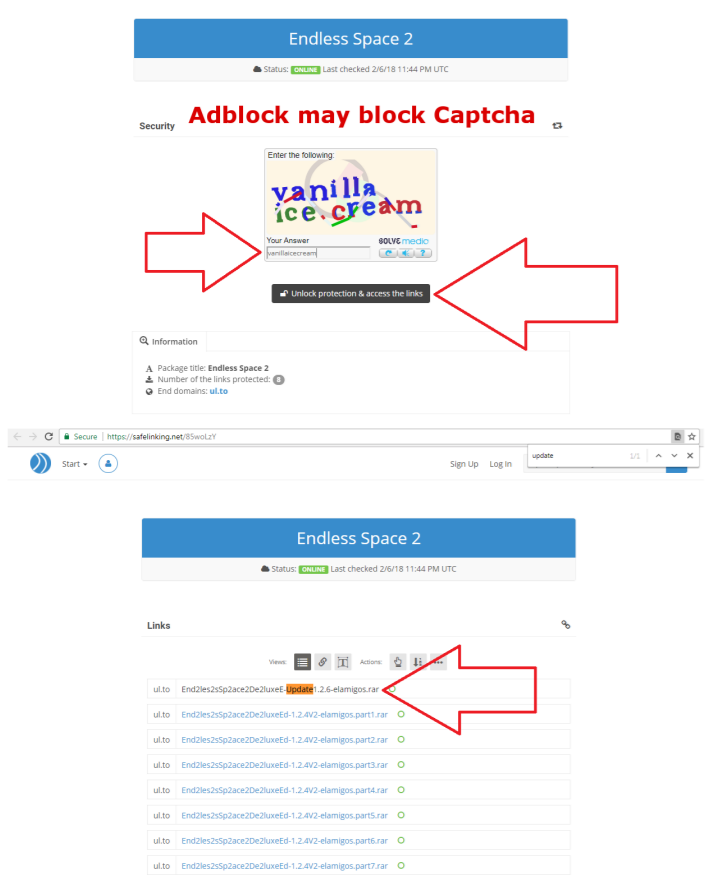 Endless Space 2
Status: ONLINE Last checked 2/6/18 11:44 PM UTC
Adblock may block Captcha
Security
Enter the following:
vanilla
ice cream
Your Answer
SOLVE media
vanillaicecream
?
Unlock protection & access the links
Information
Package title: Endless Space 2
Number of the links protected: 8
End domains: ul.to
Secure | https://safelinking.net/85woLzY
update 1/1
Start
Sign Up Log In
Endless Space 2
Status: ONLINE Last checked 2/6/18 11:44 PM UTC
Links
Views: Actions:
ul.to End2les2sSp2ace2De2luxeE-Update1.2.6-elamigos.rar
ul.to End2les2sSp2ace2De2luxeEd-1.2.4V2-elamigos.part1.rar
ul.to End2les2sSp2ace2De2luxeEd-1.2.4V2-elamigos.part2.rar
ul.to End2les2sSp2ace2De2luxeEd-1.2.4V2-elamigos.part3.rar
ul.to End2les2sSp2ace2De2luxeEd-1.2.4V2-elamigos.part4.rar
ul.to End2les2sSp2ace2De2luxeEd-1.2.4V2-elamigos.part5.rar
ul.to End2les2sSp2ace2De2luxeEd-1.2.4V2-elamigos.part6.rar
ul.to End2les2sSp2ace2De2luxeEd-1.2.4V2-elamigos.part7.rar